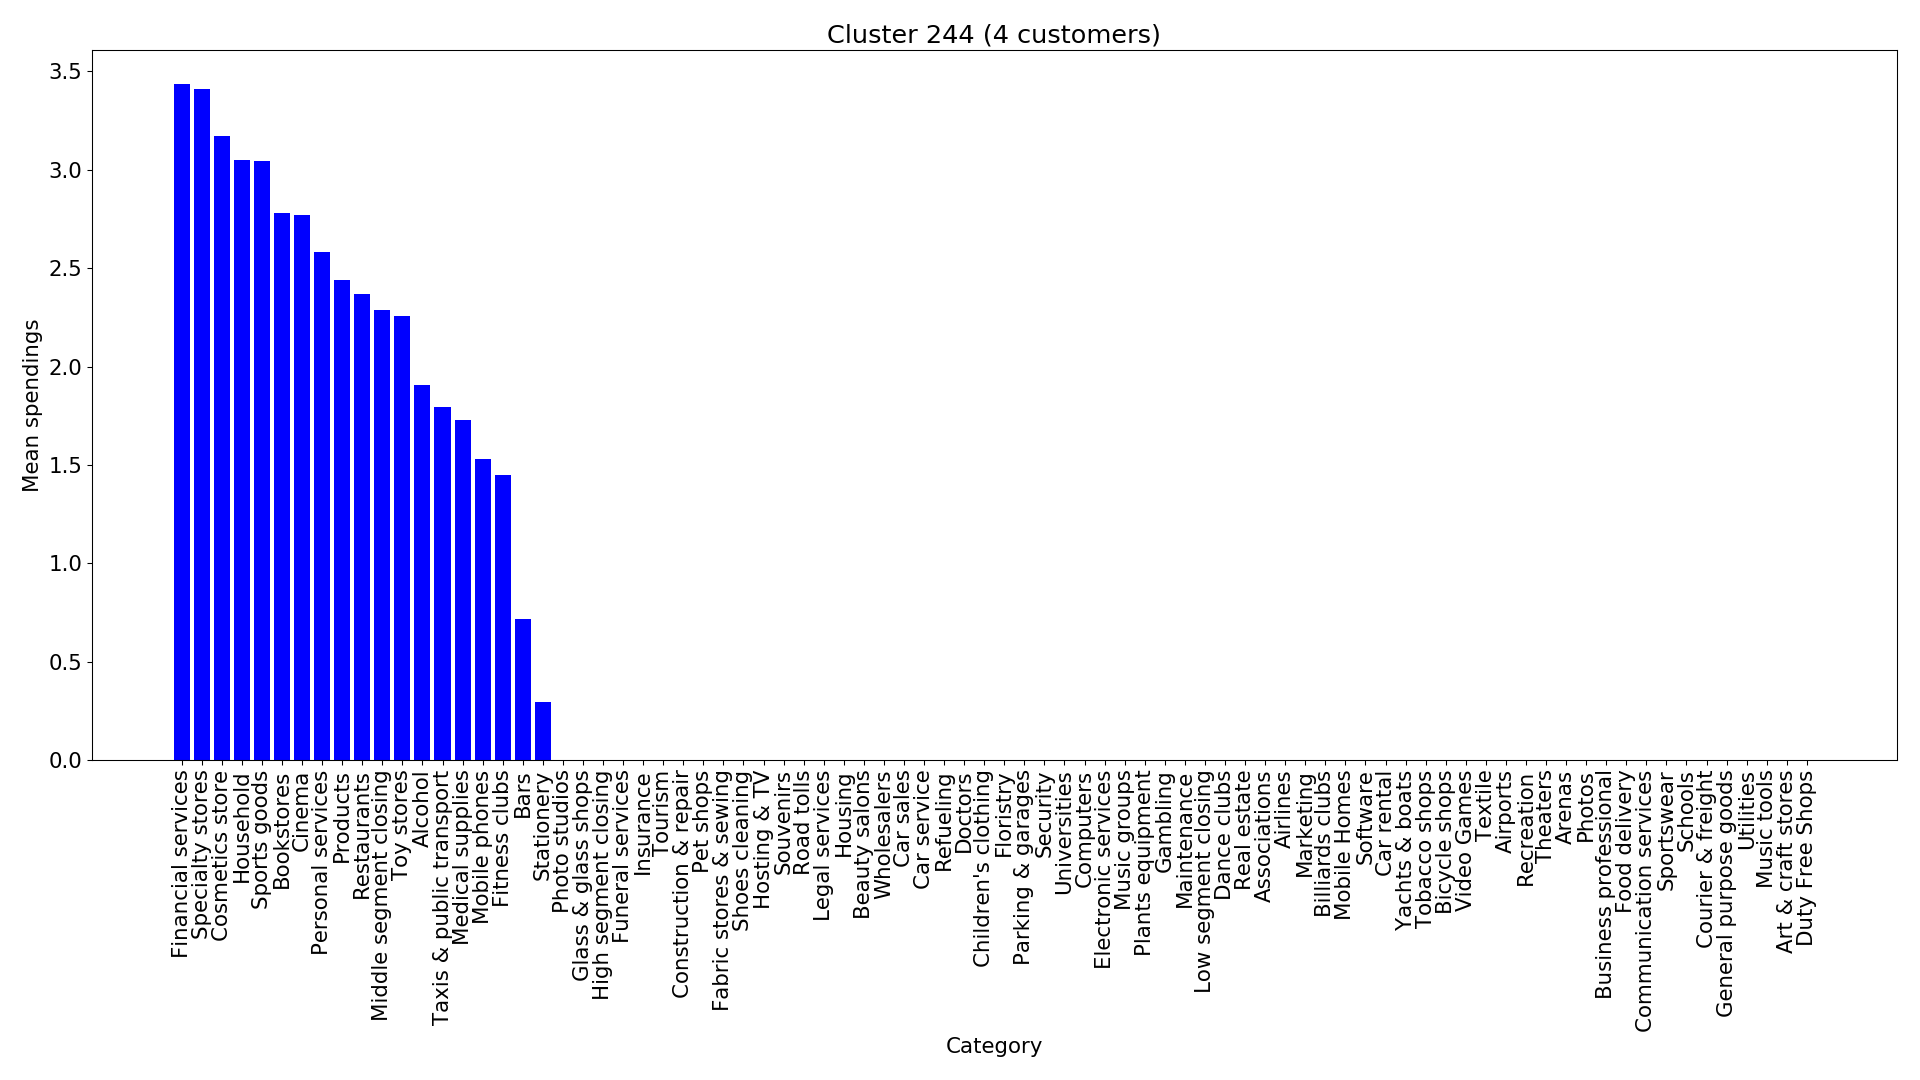 Cluster 244 (4 customers)
3.5
3.0
2.5
2.0
1.5
1.0
0.5
0.0
Mean spendings
Financial services
Specialty stores
Cosmetics store
Household
Sports goods
Bookstores
Cinema
Personal services
Products
Restaurants
Middle segment closing
Toy stores
Alcohol
Taxis & public transport
Medical supplies
Mobile phones
Fitness clubs
Bars
Stationery
Photo studios
Glass & glass shops
High segment closing
Funeral services
Insurance
Tourism
Construction & repair
Pet shops
Fabric stores & sewing
Shoes cleaning
Hosting & TV
Souvenirs
Road tolls
Legal services
Housing
Beauty salons
Wholesalers
Car sales
Car service
Refueling
Doctors
Children's clothing
Floristry
Parking & garages
Security
Universities
Computers
Electronic services
Music groups
Plants equipment
Gambling
Maintenance
Low segment closing
Dance clubs
Real estate
Associations
Airlines
Marketing
Billiards clubs
Mobile Homes
Software
Car rental
Yachts & boats
Tobacco shops
Bicycle shops
Video Games
Textile
Airports
Recreation
Theaters
Arenas
Photos
Business professional
Food delivery
Communication services
Sportswear
Schools
Courier & freight
General purpose goods
Utilities
Music tools
Art & craft stores
Duty Free Shops
Category